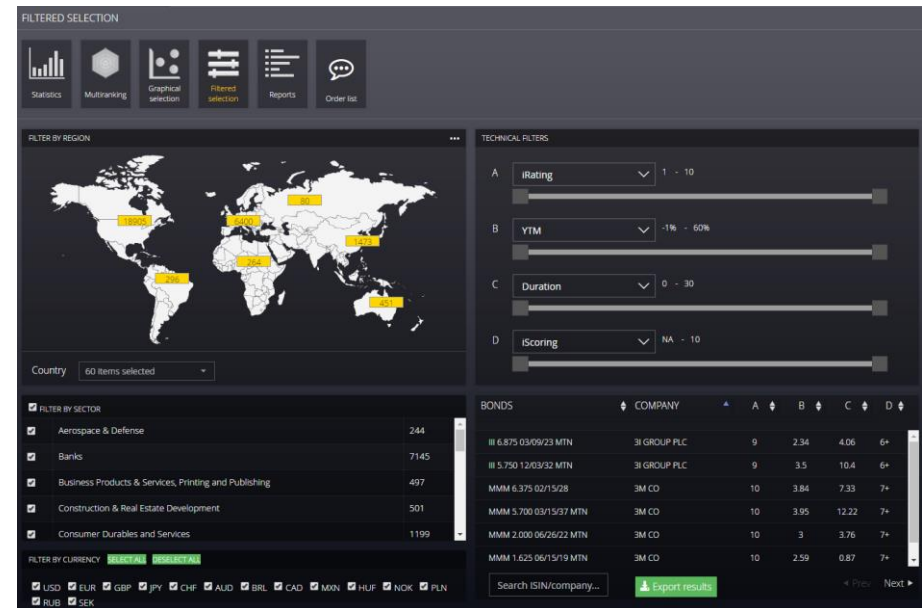 FILTERED SELECTION
Statistics
Multiranking
Graphical
selection
Filtered
selection
Reports
Order list
FILTER BY REGION
...
18905
6400
80
1473
264
296
451
Country 60 items selected
TECHNICAL FILTERS
A iRating 1 - 10
B YTM -1% - 60%
C Duration 0 - 30
D iScoring NA - 10
FILTER BY SECTOR
Aerospace & Defense 244
Banks 7145
Business Products & Services, Printing and Publishing 497
Construction & Real Estate Development 501
Consumer Durables and Services 1199
FILTER BY CURRENCY SELECT ALL DESELECT ALL
USD EUR GBP JPY CHF AUD BRL CAD MXN HUF NOK PLN
RUB SEK
BONDS COMPANY A B C D
III 6.875 03/09/23 MTN 3I GROUP PLC 9 2.34 4.06 6+
III 5.750 12/03/32 MTN 3I GROUP PLC 9 3.5 10.4 6+
MMM 6.375 02/15/28 3M CO 10 3.84 7.33 7+
MMM 5.700 03/15/37 MTN 3M CO 10 3.95 12.22 7+
MMM 2.000 06/26/22 MTN 3M CO 10 3 3.76 7+
MMM 1.625 06/15/19 MTN 3M CO 10 2.59 0.87 7+
Search ISIN/company... Export results Prev Next